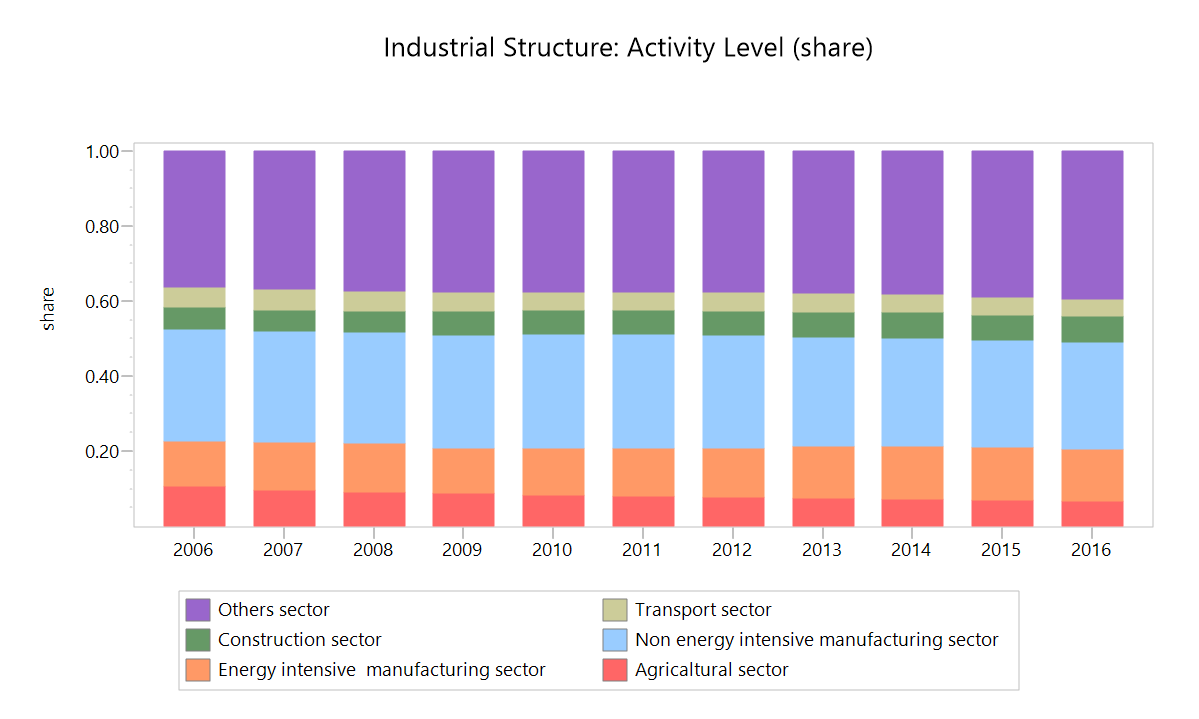 Industrial Structure: Activity Level (share)
1.00
0.80
0.60
0.40
0.20
share
2006 2007 2008 2009 2010 2011 2012 2013 2014 2015 2016
Others sector Transport sector
Construction sector Non energy intensive manufacturing sector
Energy intensive  manufacturing sector Agricaltural sector